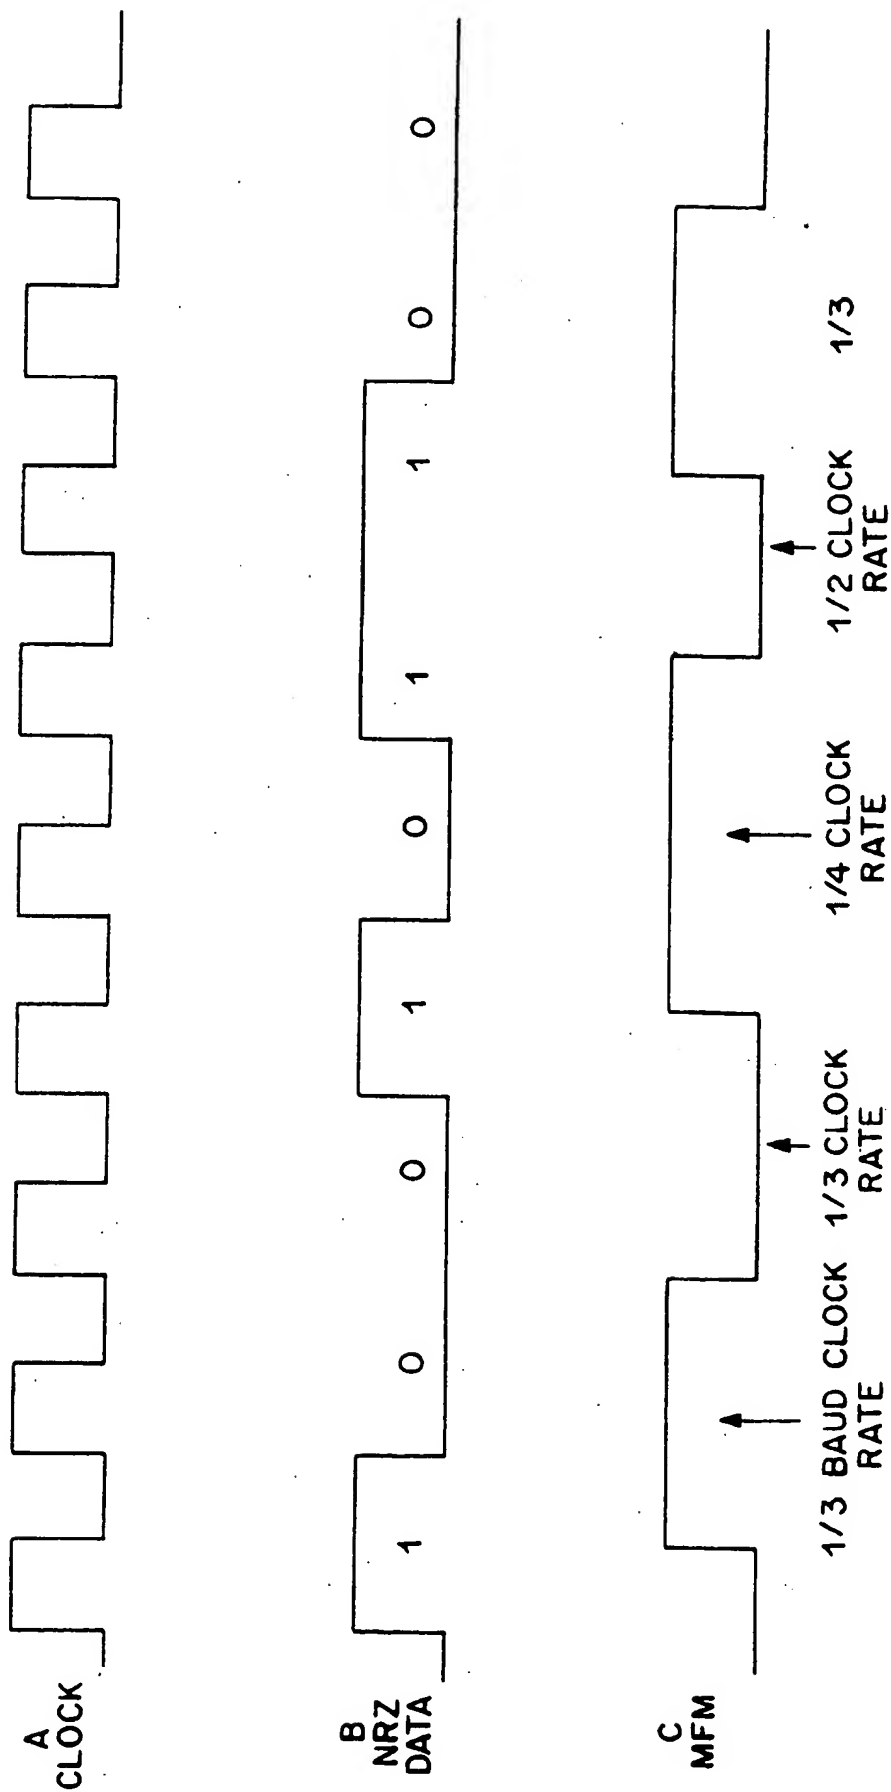 A
CLOCK
B
NRZ
DATA
1 0 0 1 0 1 1 0 0
C
MFM
1/3 BAUD CLOCK
RATE
1/3 CLOCK
RATE
1/4 CLOCK
RATE
1/2 CLOCK
RATE
1/3